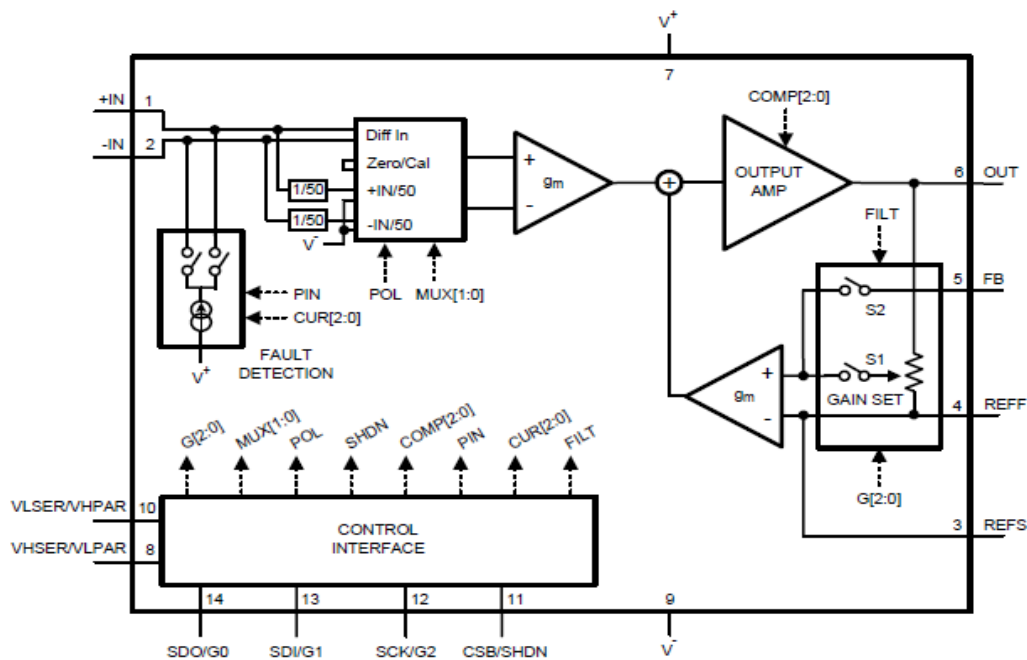 V+
7
+IN 1
-IN 2
Diff In
Zero/Cal
1/50 +IN/50
1/50 -IN/50
V-
POL MUX[1:0]
+
-
gm
+
COMP[2:0]
OUTPUT
AMP
6 OUT
FILT
5 FB
S2
S1
GAIN SET
4 REFF
G[2:0]
3 REFS
+
-
gm
PIN
CUR[2:0]
FAULT
DETECTION
V+
G[2:0] MUX[1:0] POL SHDN COMP[2:0] PIN CUR[2:0] FILT
VLSER/VHPAR 10
VHSER/VLPAR 8
CONTROL
INTERFACE
14 13 12 11 9
SDO/G0 SDI/G1 SCK/G2 CSB/SHDN V-